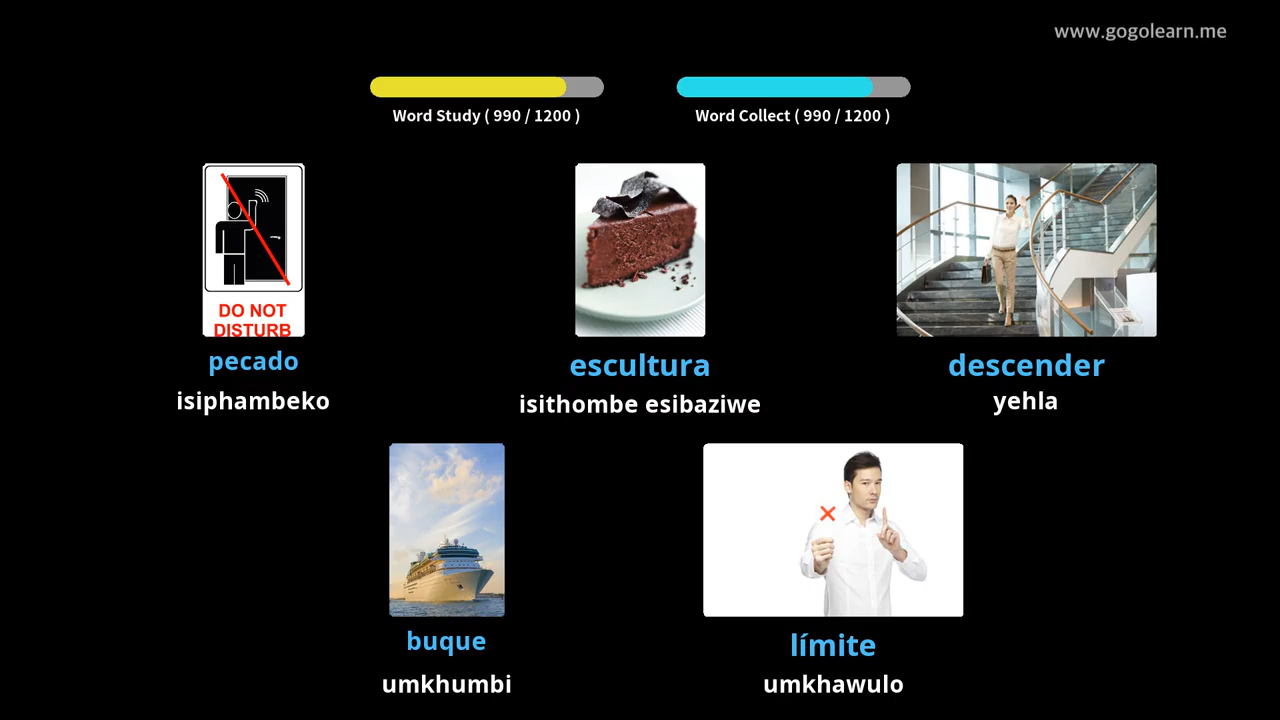 www.gogolearn.me
Word Study ( 990 / 1200 )
Word Collect ( 990 / 1200 )
DO NOT
DISTURB
pecado
isiphambeko
escultura
isithombe esibaziwe
descender
yehla
buque
umkhumbi
límite
umkhawulo